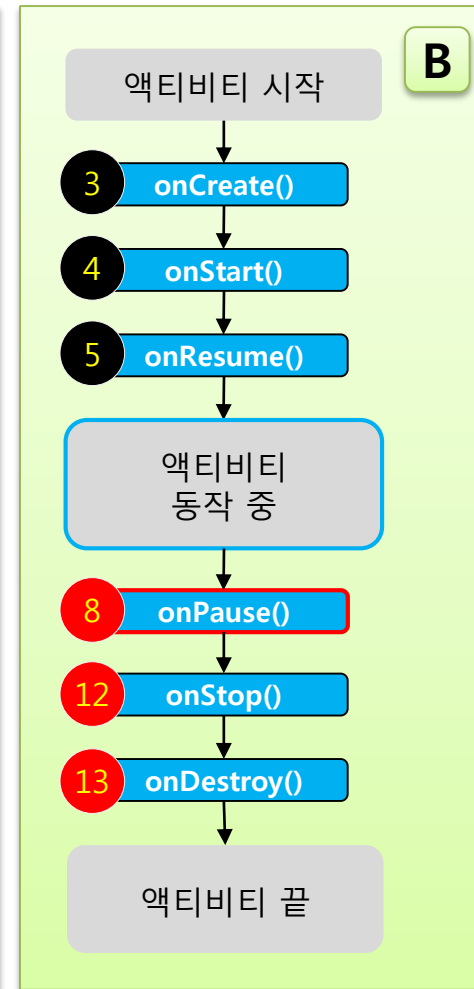 B
액티비티 시작
3 onCreate()
4 onStart()
5 onResume()
액티비티
동작 중
8 onPause()
12 onStop()
13 onDestroy()
액티비티 끝